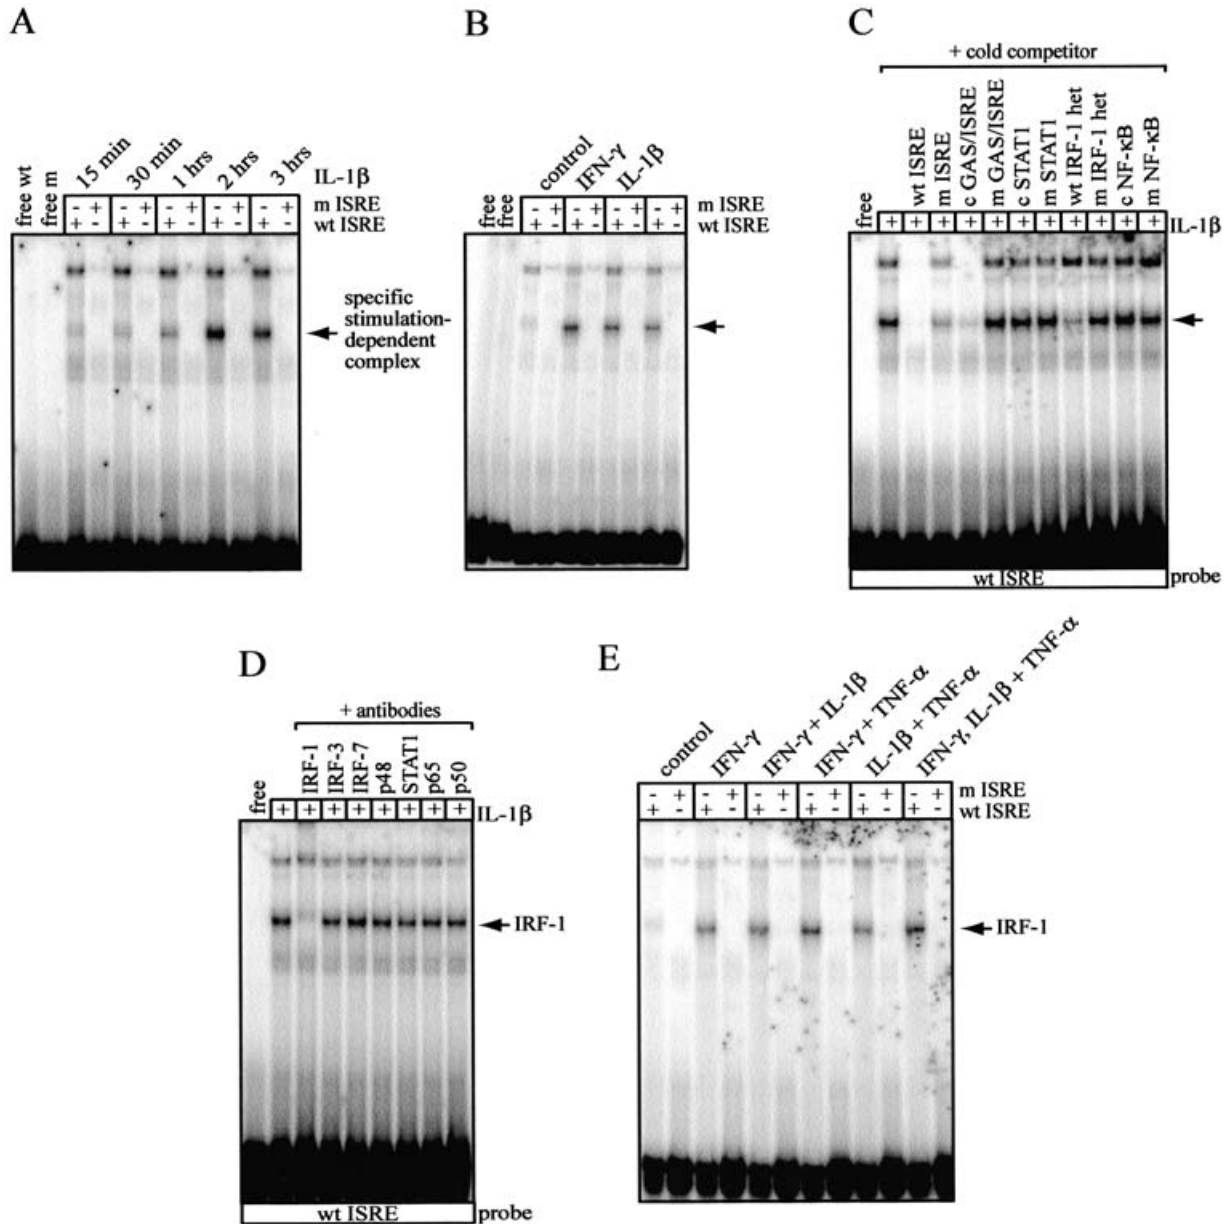 A
free wt
free m
15 min
30 min
1 hrs
2 hrs
3 hrs
IL-1β
- + - + - + - + - + m ISRE
+ - + - + - + - + - wt ISRE
specific
stimulation-
dependent
complex
B
free
free
control
IFN-γ
IL-1β
- + - + - + - + m ISRE
+ - + - + - + - wt ISRE
C
+ cold competitor
free
wt ISRE
m ISRE
c GAS/ISRE
m GAS/ISRE
c STAT1
m STAT1
wt IRF-1 het
m IRF-1 het
c NF-κB
m NF-κB
+ + + + + + + + + + + IL-1β
wt ISRE probe
D
+ antibodies
free
IRF-1
IRF-3
IRF-7
p48
STAT1
p65
p50
+ + + + + + + + IL-1β
IRF-1
wt ISRE probe
E
control
IFN-γ
IFN-γ + IL-1β
IFN-γ + TNF-α
IL-1β + TNF-α
IFN-γ, IL-1β + TNF-α
- + - + - + - + - + - + m ISRE
+ - + - + - + - + - + - wt ISRE
IRF-1